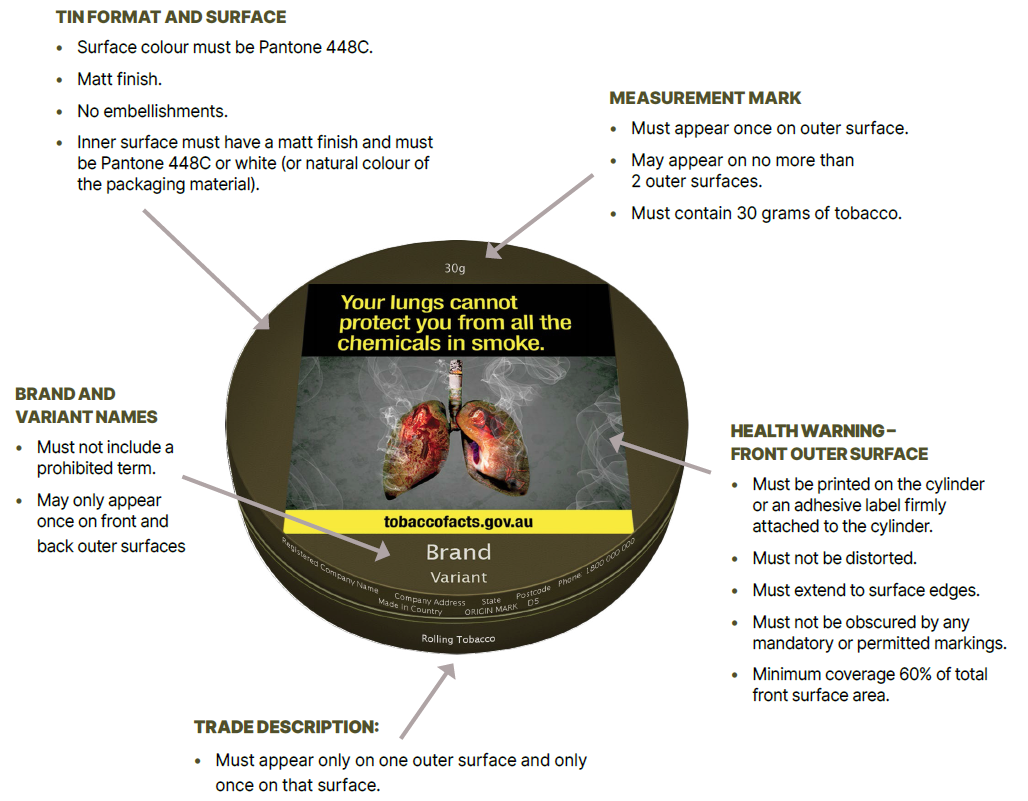 TIN FORMAT AND SURFACE
• Surface colour must be Pantone 448C.
• Matt finish.
• No embellishments.
• Inner surface must have a matt finish and must
be Pantone 448C or white (or natural colour of
the packaging material).
MEASUREMENT MARK
• Must appear once on outer surface.
• May appear on no more than
2 outer surfaces.
• Must contain 30 grams of tobacco.
30g
Your lungs cannot
protect you from all the
chemicals in smoke.
tobaccofacts.gov.au
Brand
Variant
Registered Company Name Company Address State Postcode Phone 1800 000 000
Made In Country ORIGIN MARK D5
Rolling Tobacco
BRAND AND
VARIANT NAMES
• Must not include a
prohibited term.
• May only appear
once on front and
back outer surfaces
HEALTH WARNING–
FRONT OUTER SURFACE
• Must be printed on the cylinder
or an adhesive label firmly
attached to the cylinder.
• Must not be distorted.
• Must extend to surface edges.
• Must not be obscured by any
mandatory or permitted markings.
• Minimum coverage 60% of total
front surface area.
TRADE DESCRIPTION:
• Must appear only on one outer surface and only
once on that surface.